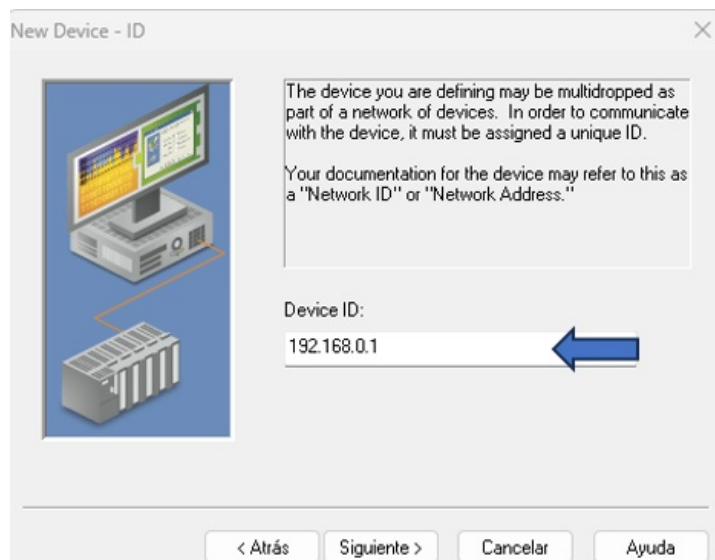 New Device - ID
The device you are defining may be multidropped as
part of a network of devices.  In order to communicate
with the device, it must be assigned a unique ID.
Your documentation for the device may refer to this as
a "Network ID" or "Network Address."
Device ID:
192.168.0.1
< Atrás  Siguiente >  Cancelar  Ayuda